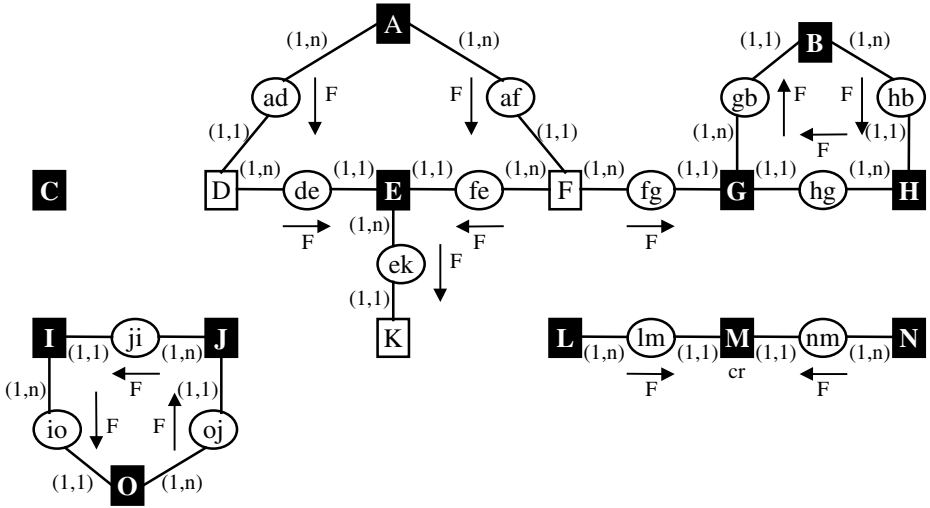 A
(1,n) (1,n)
ad F F af
(1,1) (1,1)
D (1,n) de (1,1) E (1,1) fe (1,n) F (1,n) fg (1,1) G (1,1) hg (1,n) H
F F F
(1,n)
ek F
(1,1)
K
B
(1,1) (1,n)
gb F F hb
(1,n) F (1,1)
C
I (1,1) ji (1,n) J
F
(1,n) (1,1)
io F F oj
(1,1) O (1,n)
L (1,n) lm (1,1) M (1,1) nm (1,n) N
F cr F